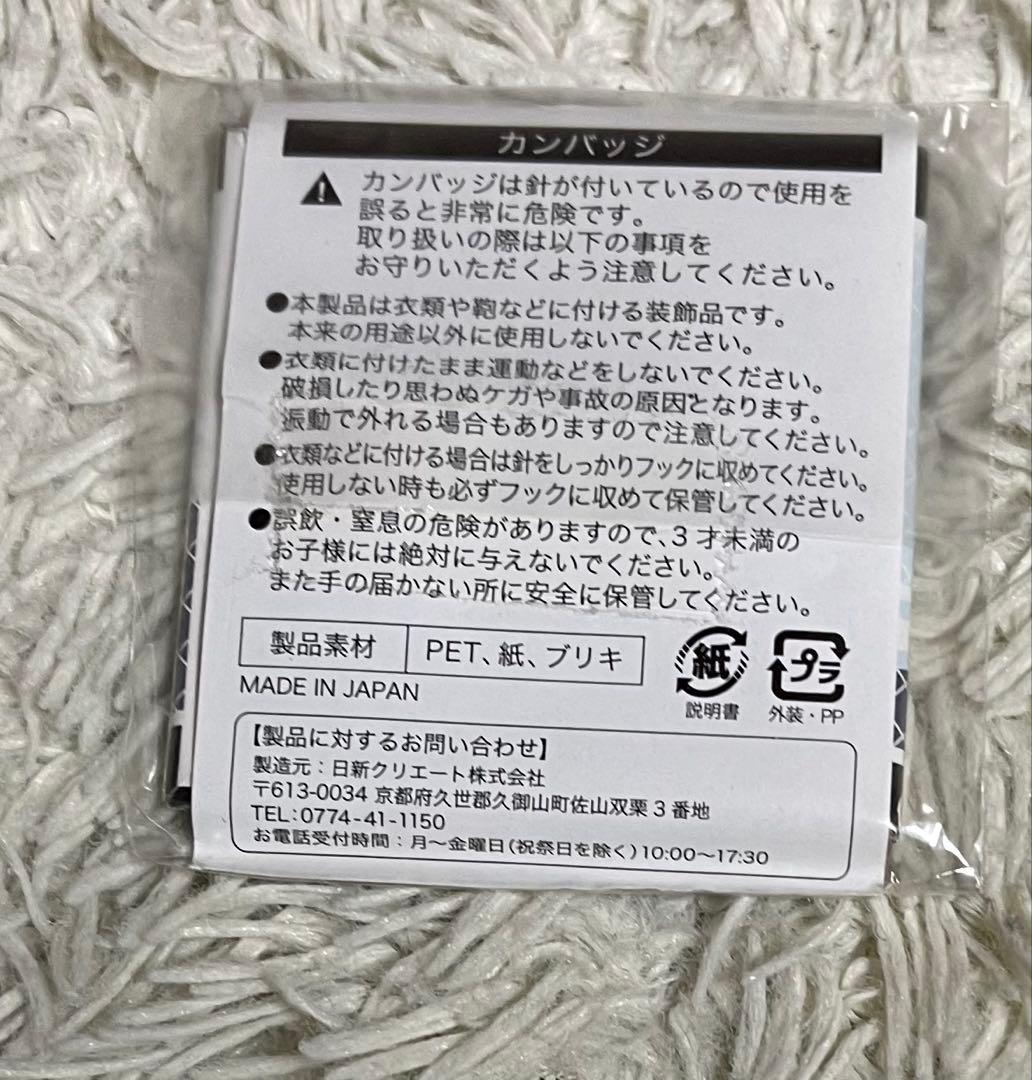 カンバッジ
カンバッジは針が付いているので使用を
誤ると非常に危険です。
取り扱いの際は以下の事項を
お守りいただくよう注意してください。
●本製品は衣類や鞄などに付ける装飾品です。
本来の用途以外に使用しないでください。
●衣類に付けたまま運動などをしないでください。
破損したり思わぬケガや事故の原因となります。
振動で外れる場合もありますので注意してください。
●衣類などに付ける場合は針をしっかりフックに収めてください。
使用しない時も必ずフックに収めて保管してください。
●誤飲・窒息の危険がありますので、3才未満の
お子様には絶対に与えないでください。
また手の届かない所に安全に保管してください。
製品素材 PET、紙、ブリキ
紙 プラ
説明書 外装・PP
MADE IN JAPAN
【製品に対するお問い合わせ】
製造元：日新クリエート株式会社
〒613-0034 京都府久世郡久御山町佐山双栗3番地
TEL:0774-41-1150
お電話受付時間：月～金曜日(祝祭日を除く)10:00～17:30